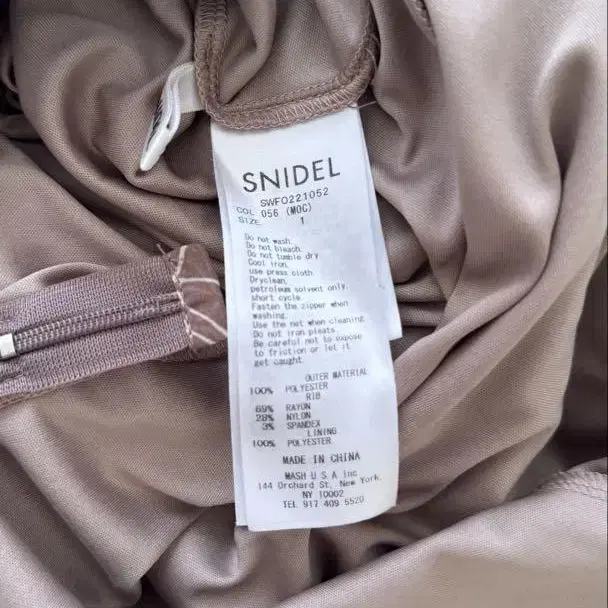 SNIDEL
SWFO221052
COL 056 (MOC)
SIZE 1
Do not wash.
Do not bleach.
Do not tumble dry
Cool iron,
use press cloth
Dryclean,
petroleum solvent only,
short cycle.
Fasten the zipper when
washing.
Use the net when cleaning
Do not iron pleats.
Be careful not to expose
to friction or let it
get caught.
OUTER MATERIAL
100% POLYESTER
RIB
69% RAYON
28% NYLON
3% SPANDEX
LINING
100% POLYESTER
MADE IN CHINA
MASH U S A Inc
144 Orchard St, New York,
NY 10002
TEL 917 409 5520